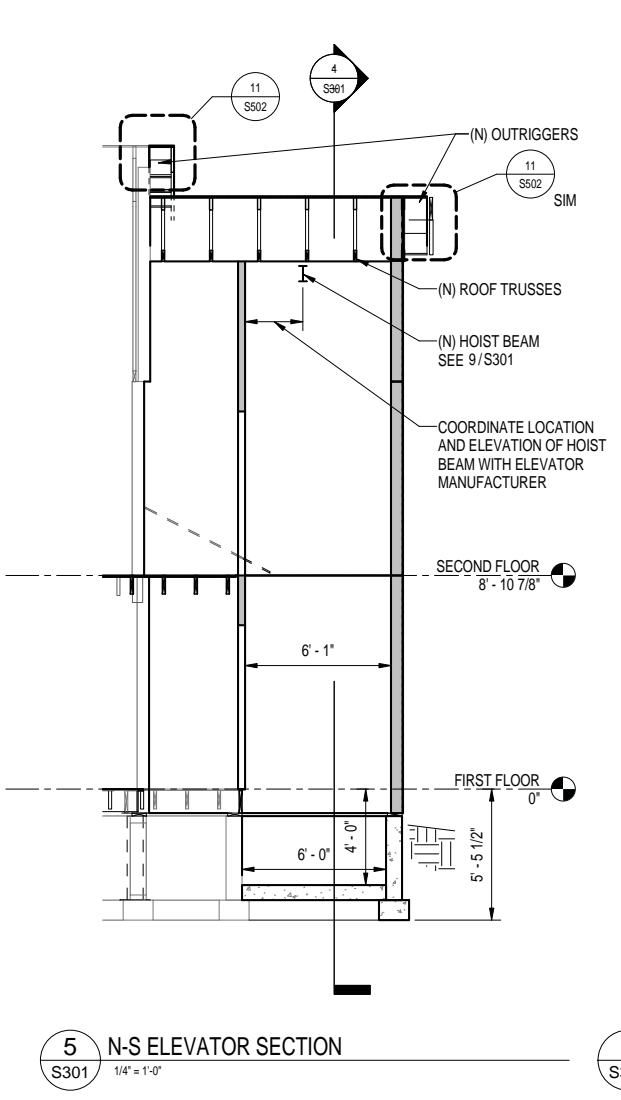 4
S301
11
S502
(N) OUTRIGGERS
11
S502
SIM
(N) ROOF TRUSSES
(N) HOIST BEAM
SEE 9/S301
COORDINATE LOCATION
AND ELEVATION OF HOIST
BEAM WITH ELEVATOR
MANUFACTURER
SECOND FLOOR
8' - 10 7/8"
6' - 1"
FIRST FLOOR
0"
6' - 0"
4' - 0"
5' - 5 1/2"
5
S301
N-S ELEVATOR SECTION
1/4" = 1'-0"